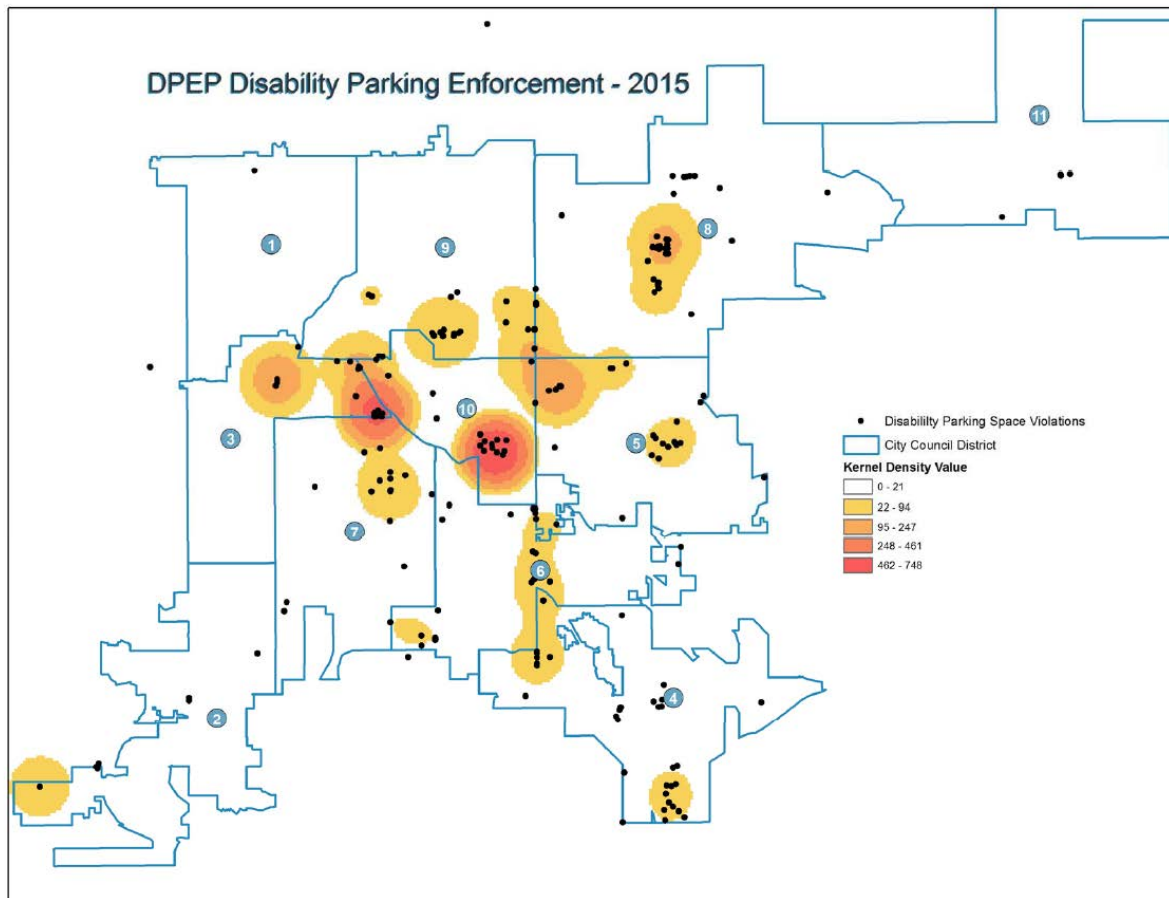 DPEP Disability Parking Enforcement - 2015
11
8
1
9
10
3
5
7
6
4
2
Disabililty Parking Space Violations
City Council District
Kernel Density Value
0 - 21
22 - 94
95 - 247
248 - 461
462 - 748